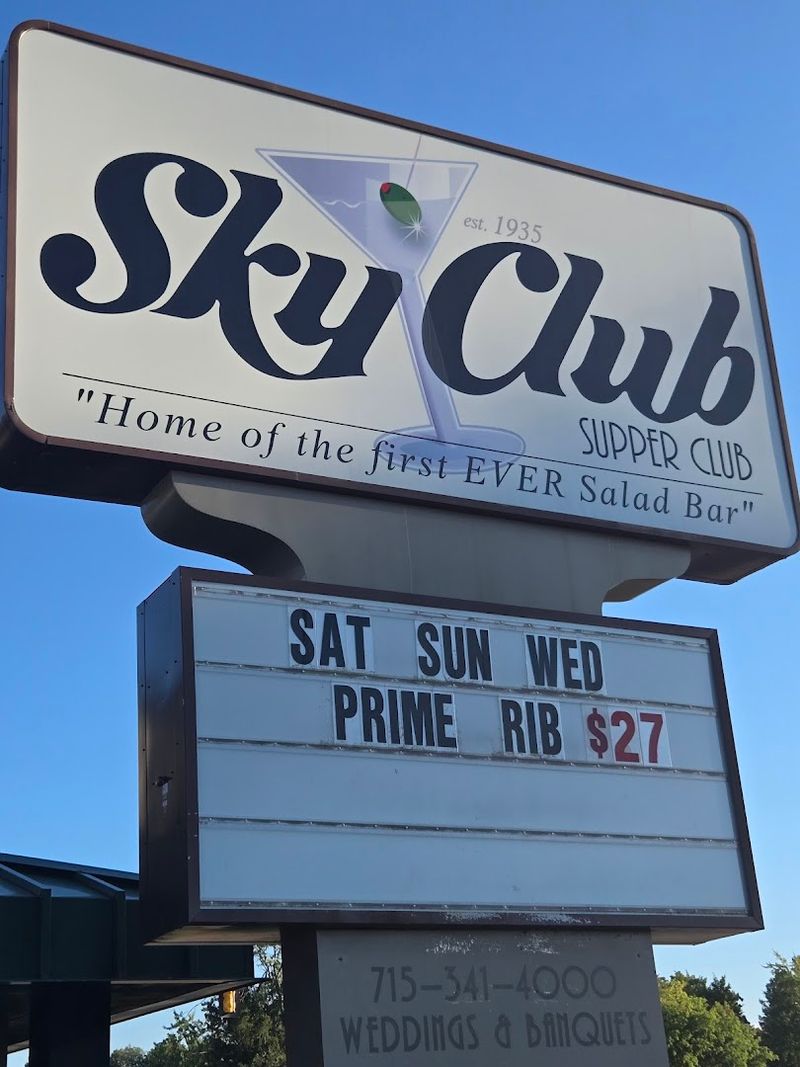 est. 1935
Sky Club
SUPPER CLUB
"Home of the first EVER Salad Bar"
SAT SUN WED
PRIME RIB $27
715-341-4000
WEDDINGS & BANQUETS